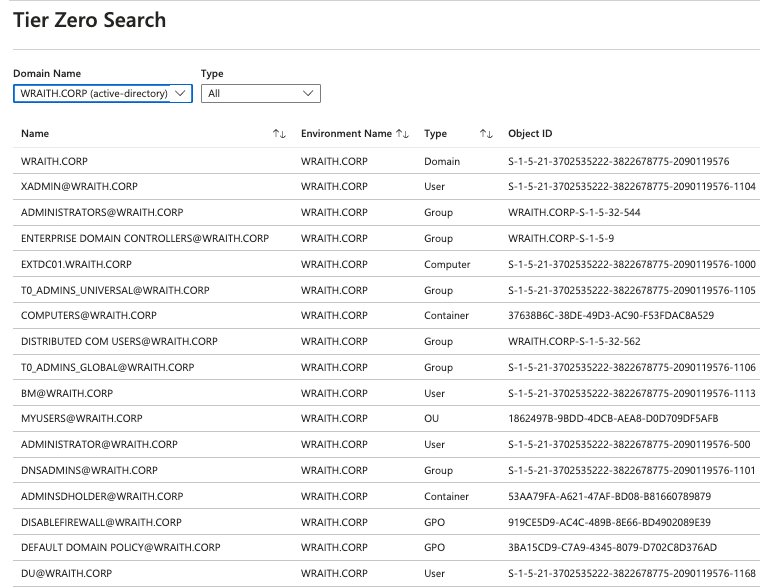 Tier Zero Search
Domain Name Type
WRAITH.CORP (active-directory) All
Name Environment Name Type Object ID
WRAITH.CORP WRAITH.CORP Domain S-1-5-21-3702535222-3822678775-2090119576
XADMIN@WRAITH.CORP WRAITH.CORP User S-1-5-21-3702535222-3822678775-2090119576-1104
ADMINISTRATORS@WRAITH.CORP WRAITH.CORP Group WRAITH.CORP-S-1-5-32-544
ENTERPRISE DOMAIN CONTROLLERS@WRAITH.CORP WRAITH.CORP Group WRAITH.CORP-S-1-5-9
EXTDC01.WRAITH.CORP WRAITH.CORP Computer S-1-5-21-3702535222-3822678775-2090119576-1000
T0_ADMINS_UNIVERSAL@WRAITH.CORP WRAITH.CORP Group S-1-5-21-3702535222-3822678775-2090119576-1105
COMPUTERS@WRAITH.CORP WRAITH.CORP Container 37638B6C-38DE-49D3-AC90-F53FDAC8A529
DISTRIBUTED COM USERS@WRAITH.CORP WRAITH.CORP Group WRAITH.CORP-S-1-5-32-562
T0_ADMINS_GLOBAL@WRAITH.CORP WRAITH.CORP Group S-1-5-21-3702535222-3822678775-2090119576-1106
BM@WRAITH.CORP WRAITH.CORP User S-1-5-21-3702535222-3822678775-2090119576-1113
MYUSERS@WRAITH.CORP WRAITH.CORP OU 1862497B-9BDD-4DCB-AEA8-D0D709DF5AFB
ADMINISTRATOR@WRAITH.CORP WRAITH.CORP User S-1-5-21-3702535222-3822678775-2090119576-500
DNSADMINS@WRAITH.CORP WRAITH.CORP Group S-1-5-21-3702535222-3822678775-2090119576-1101
ADMINSDHOLDER@WRAITH.CORP WRAITH.CORP Container 53AA79FA-A621-47AF-BD08-B81660789879
DISABLEFIREWALL@WRAITH.CORP WRAITH.CORP GPO 919CE5D9-AC4C-489B-8E66-BD4902089E39
DEFAULT DOMAIN POLICY@WRAITH.CORP WRAITH.CORP GPO 3BA15CD9-C7A9-4345-8079-D702C8D376AD
DU@WRAITH.CORP WRAITH.CORP User S-1-5-21-3702535222-3822678775-2090119576-1168